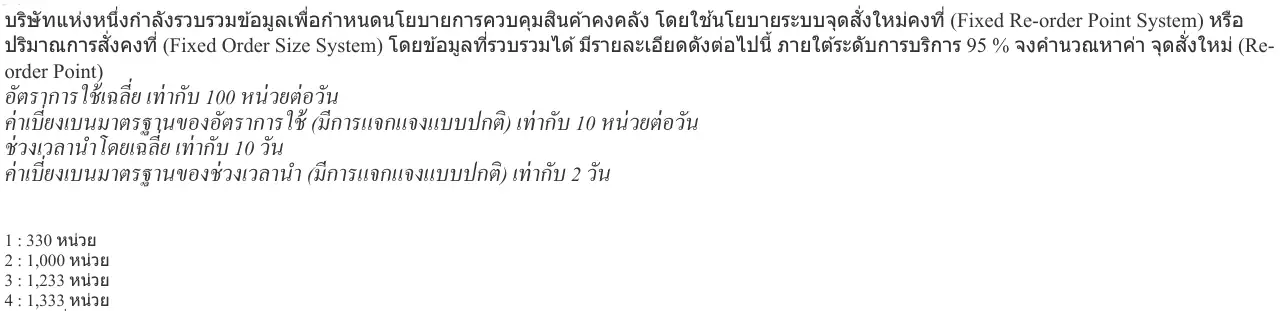 บริษัทแห่งหนึ่งกำลังรวบรวมข้อมูลเพื่อกำหนดนโยบายการควบคุมสินค้าคงคลัง โดยใช้นโยบายระบบจุดสั่งใหม่คงที่ (Fixed Re-order Point System) หรือ
ปริมาณการสั่งคงที่ (Fixed Order Size System) โดยข้อมูลที่รวบรวมได้ มีรายละเอียดดังต่อไปนี้ ภายใต้ระดับการบริการ 95 % จงคำนวณหาค่า จุดสั่งใหม่ (Re-
order Point)
อัตราการใช้เฉลี่ย เท่ากับ 100 หน่วยต่อวัน
ค่าเบี่ยงเบนมาตรฐานของอัตราการใช้ (มีการแจกแจงแบบปกติ) เท่ากับ 10 หน่วยต่อวัน
ช่วงเวลานำโดยเฉลี่ย เท่ากับ 10 วัน
ค่าเบี่ยงเบนมาตรฐานของช่วงเวลานำ (มีการแจกแจงแบบปกติ) เท่ากับ 2 วัน
1 : 330 หน่วย
2 : 1,000 หน่วย
3 : 1,233 หน่วย
4 : 1,333 หน่วย